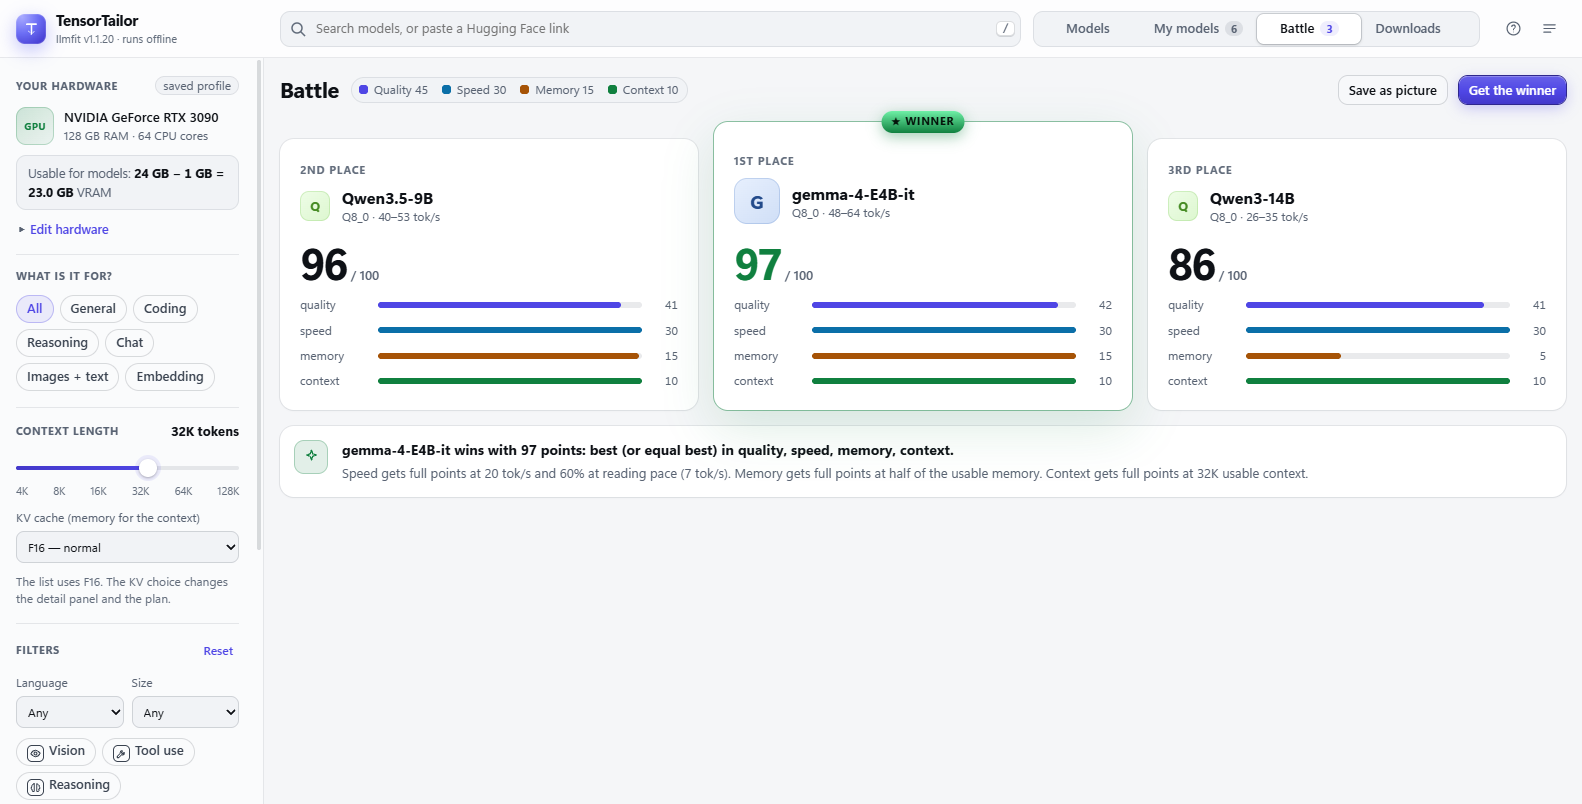 TensorTailor
llmfit v1.1.20 · runs offline
Search models, or paste a Hugging Face link
/
Models
My models 6
Battle 3
Downloads
YOUR HARDWARE
saved profile
GPU
NVIDIA GeForce RTX 3090
128 GB RAM · 64 CPU cores
Usable for models: 24 GB − 1 GB =
23.0 GB VRAM
▸ Edit hardware
WHAT IS IT FOR?
All
General
Coding
Reasoning
Chat
Images + text
Embedding
CONTEXT LENGTH
32K tokens
4K 8K 16K 32K 64K 128K
KV cache (memory for the context)
F16 — normal
The list uses F16. The KV choice changes
the detail panel and the plan.
FILTERS
Reset
Language
Size
Any
Any
Vision
Tool use
Reasoning
Battle
Quality 45
Speed 30
Memory 15
Context 10
Save as picture
Get the winner
2ND PLACE
Q
Qwen3.5-9B
Q8_0 · 40–53 tok/s
96 / 100
quality 41
speed 30
memory 15
context 10
★ WINNER
1ST PLACE
G
gemma-4-E4B-it
Q8_0 · 48–64 tok/s
97 / 100
quality 42
speed 30
memory 15
context 10
3RD PLACE
Q
Qwen3-14B
Q8_0 · 26–35 tok/s
86 / 100
quality 41
speed 30
memory 5
context 10
gemma-4-E4B-it wins with 97 points: best (or equal best) in quality, speed, memory, context.
Speed gets full points at 20 tok/s and 60% at reading pace (7 tok/s). Memory gets full points at half of the usable memory. Context gets full points at 32K usable context.